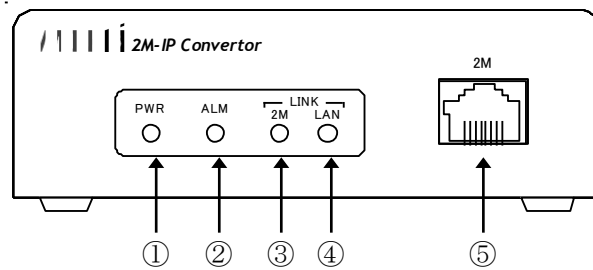 2M-IP Convertor
2M
LINK
PWR ALM 2M LAN
① ② ③ ④ ⑤